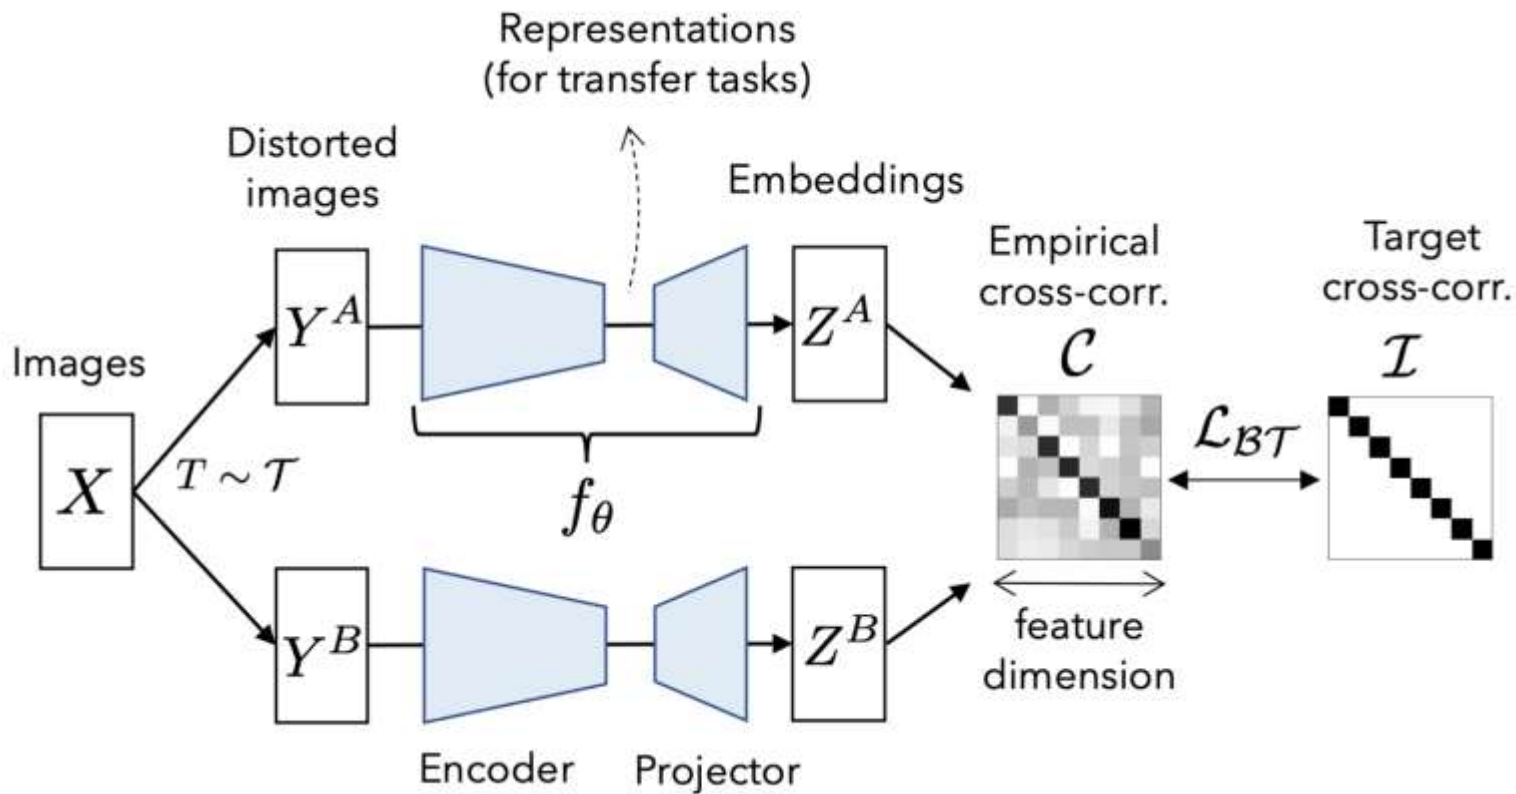 Representations
(for transfer tasks)
Distorted
images
Embeddings
Empirical
cross-corr.
Target
cross-corr.
Images
Y^A
Z^A
𝒞
ℐ
X
T ~ 𝒯
f_θ
ℒ_ℬ𝒯
Y^B
Z^B
feature
dimension
Encoder
Projector